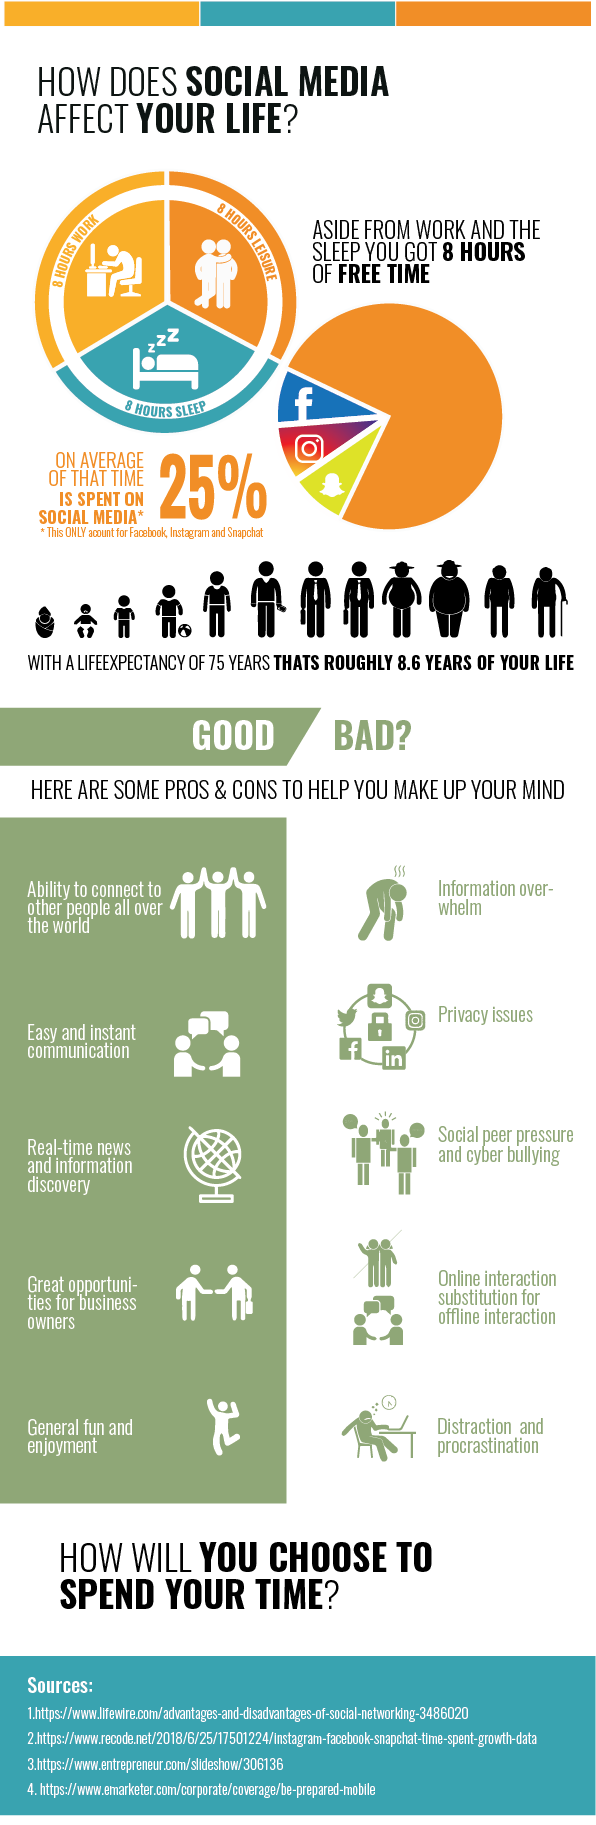 HOW DOES SOCIAL MEDIA
AFFECT YOUR LIFE?
8 HOURS WORK
8 HOURS LEISURE
8 HOURS SLEEP
z z Z Z
ASIDE FROM WORK AND THE
SLEEP YOU GOT 8 HOURS
OF FREE TIME
ON AVERAGE
OF THAT TIME
IS SPENT ON
SOCIAL MEDIA*
25%
* This ONLY acount for Facebook, Instagram and Snapchat
WITH A LIFEEXPECTANCY OF 75 YEARS THATS ROUGHLY 8.6 YEARS OF YOUR LIFE
GOOD BAD?
HERE ARE SOME PROS & CONS TO HELP YOU MAKE UP YOUR MIND
Ability to connect to
other people all over
the world
Information over-
whelm
Easy and instant
communication
Privacy issues
Real-time news
and information
discovery
Social peer pressure
and cyber bullying
Great opportuni-
ties for business
owners
Online interaction
substitution for
offline interaction
General fun and
enjoyment
Distraction and
procrastination
HOW WILL YOU CHOOSE TO
SPEND YOUR TIME?
Sources:
1.https://www.lifewire.com/advantages-and-disadvantages-of-social-networking-3486020
2.https://www.recode.net/2018/6/25/17501224/instagram-facebook-snapchat-time-spent-growth-data
3.https://www.entrepreneur.com/slideshow/306136
4. https://www.emarketer.com/corporate/coverage/be-prepared-mobile